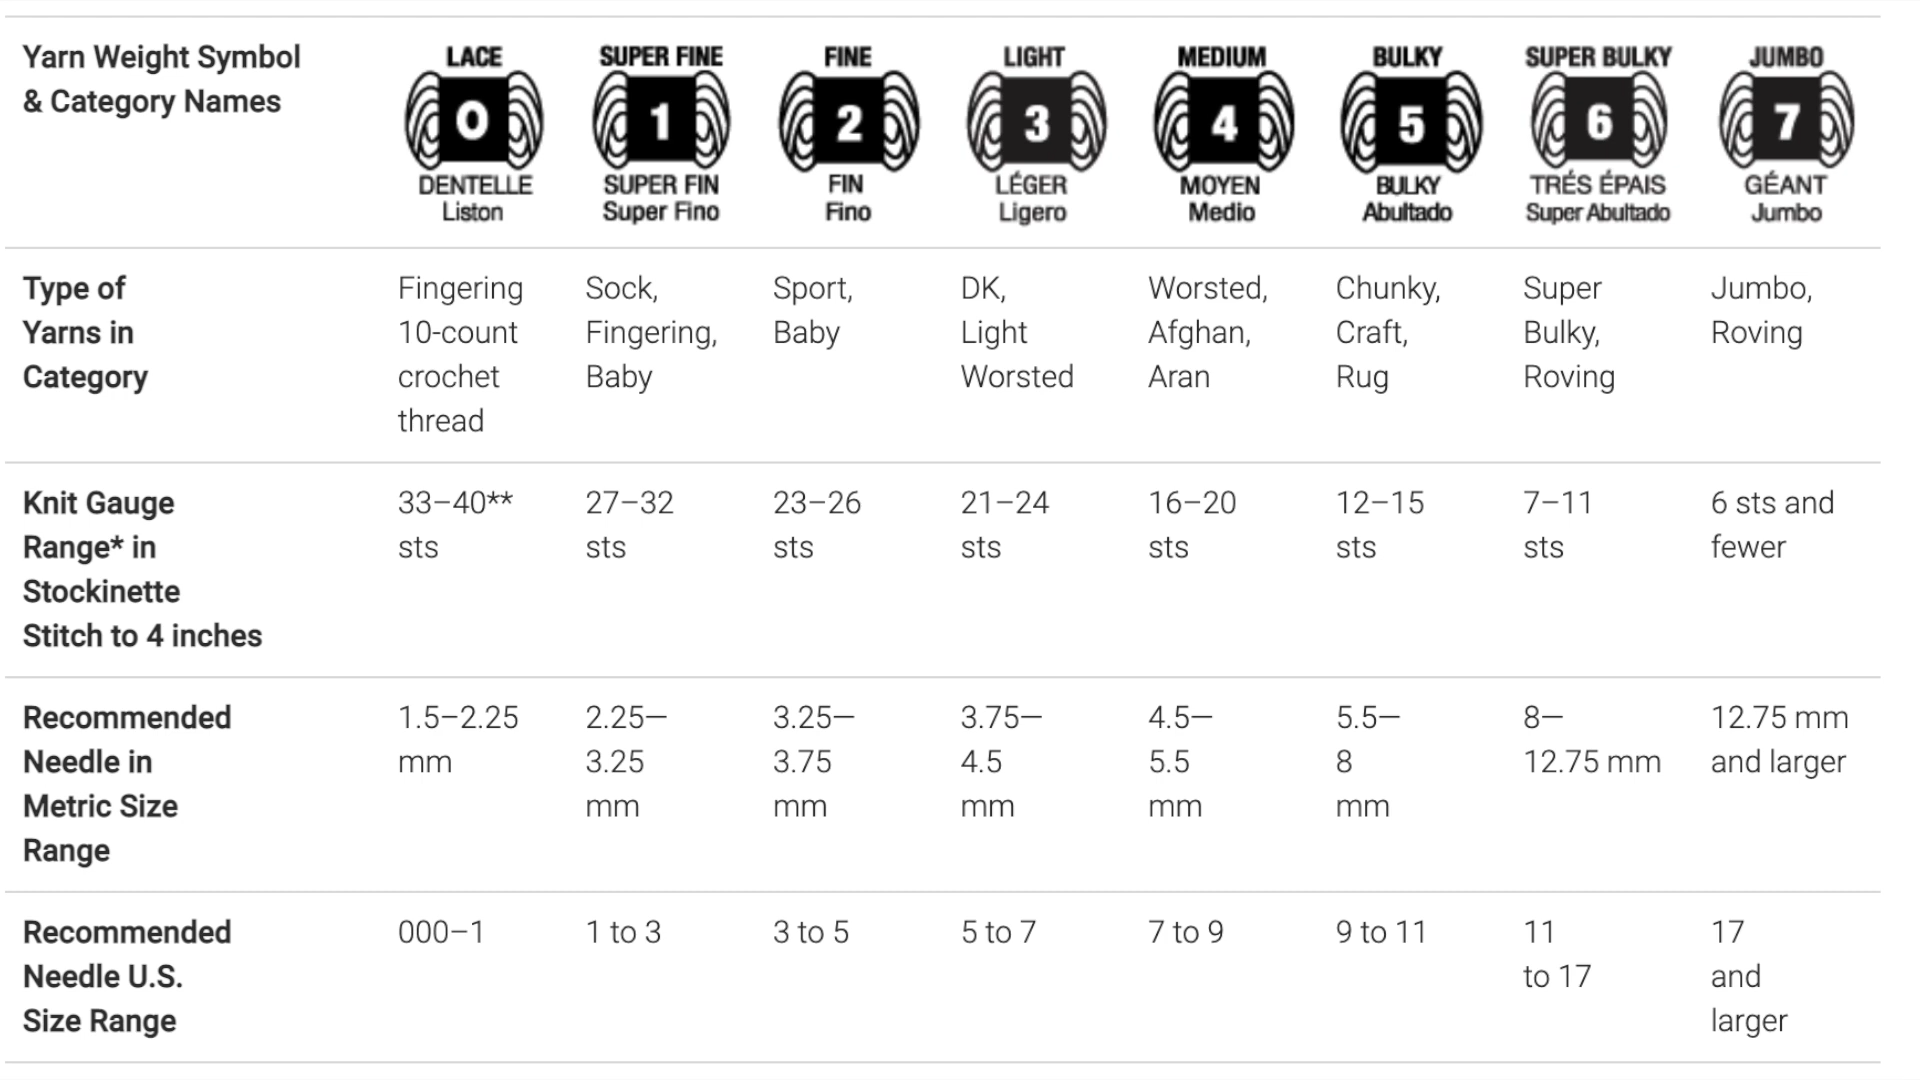 Yarn Weight Symbol
& Category Names
LACE
0
DENTELLE
Liston
SUPER FINE
1
SUPER FIN
Super Fino
FINE
2
FIN
Fino
LIGHT
3
LÉGER
Ligero
MEDIUM
4
MOYEN
Medio
BULKY
5
BULKY
Abultado
SUPER BULKY
6
TRÉS ÉPAIS
Super Abultado
JUMBO
7
GÉANT
Jumbo
Type of
Yarns in
Category
Fingering
10-count
crochet
thread
Sock,
Fingering,
Baby
Sport,
Baby
DK,
Light
Worsted
Worsted,
Afghan,
Aran
Chunky,
Craft,
Rug
Super
Bulky,
Roving
Jumbo,
Roving
Knit Gauge
Range* in
Stockinette
Stitch to 4 inches
33–40**
sts
27–32
sts
23–26
sts
21–24
sts
16–20
sts
12–15
sts
7–11
sts
6 sts and
fewer
Recommended
Needle in
Metric Size
Range
1.5–2.25
mm
2.25—
3.25
mm
3.25—
3.75
mm
3.75—
4.5
mm
4.5—
5.5
mm
5.5—
8
mm
8—
12.75 mm
12.75 mm
and larger
Recommended
Needle U.S.
Size Range
000–1
1 to 3
3 to 5
5 to 7
7 to 9
9 to 11
11
to 17
17
and
larger